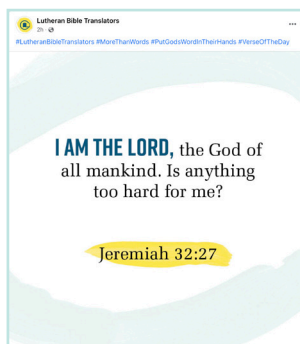 Lutheran Bible Translators
2h ·
#LutheranBibleTranslators #MoreThanWords #PutGodsWordInTheirHands #VerseOfTheDay
I AM THE LORD, the God of
all mankind. Is anything
too hard for me?
Jeremiah 32:27